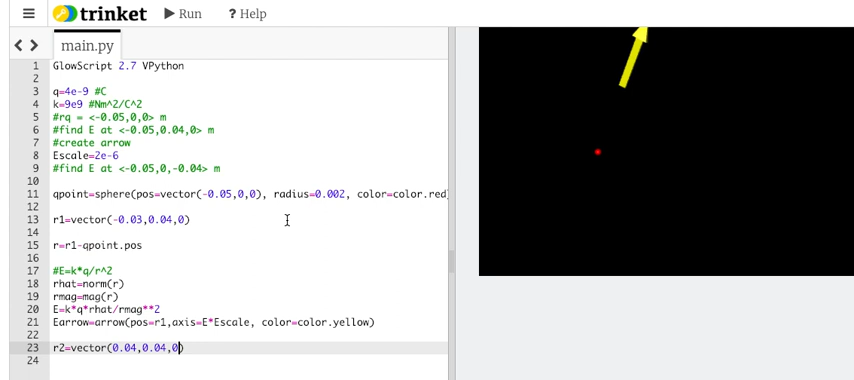 trinket Run ? Help
main.py
1 GlowScript 2.7 VPython
2
3 q=4e-9 #C
4 k=9e9 #Nm^2/C^2
5 #rq = <-0.05,0,0> m
6 #find E at <-0.05,0.04,0> m
7 #create arrow
8 Escale=2e-6
9 #find E at <-0.05,0,-0.04> m
10
11 qpoint=sphere(pos=vector(-0.05,0,0), radius=0.002, color=color.red
12
13 r1=vector(-0.03,0.04,0)
14
15 r=r1-qpoint.pos
16
17 #E=k*q/r^2
18 rhat=norm(r)
19 rmag=mag(r)
20 E=k*q*rhat/rmag**2
21 Earrow=arrow(pos=r1,axis=E*Escale, color=color.yellow)
22
23 r2=vector(0.04,0.04,0)
24